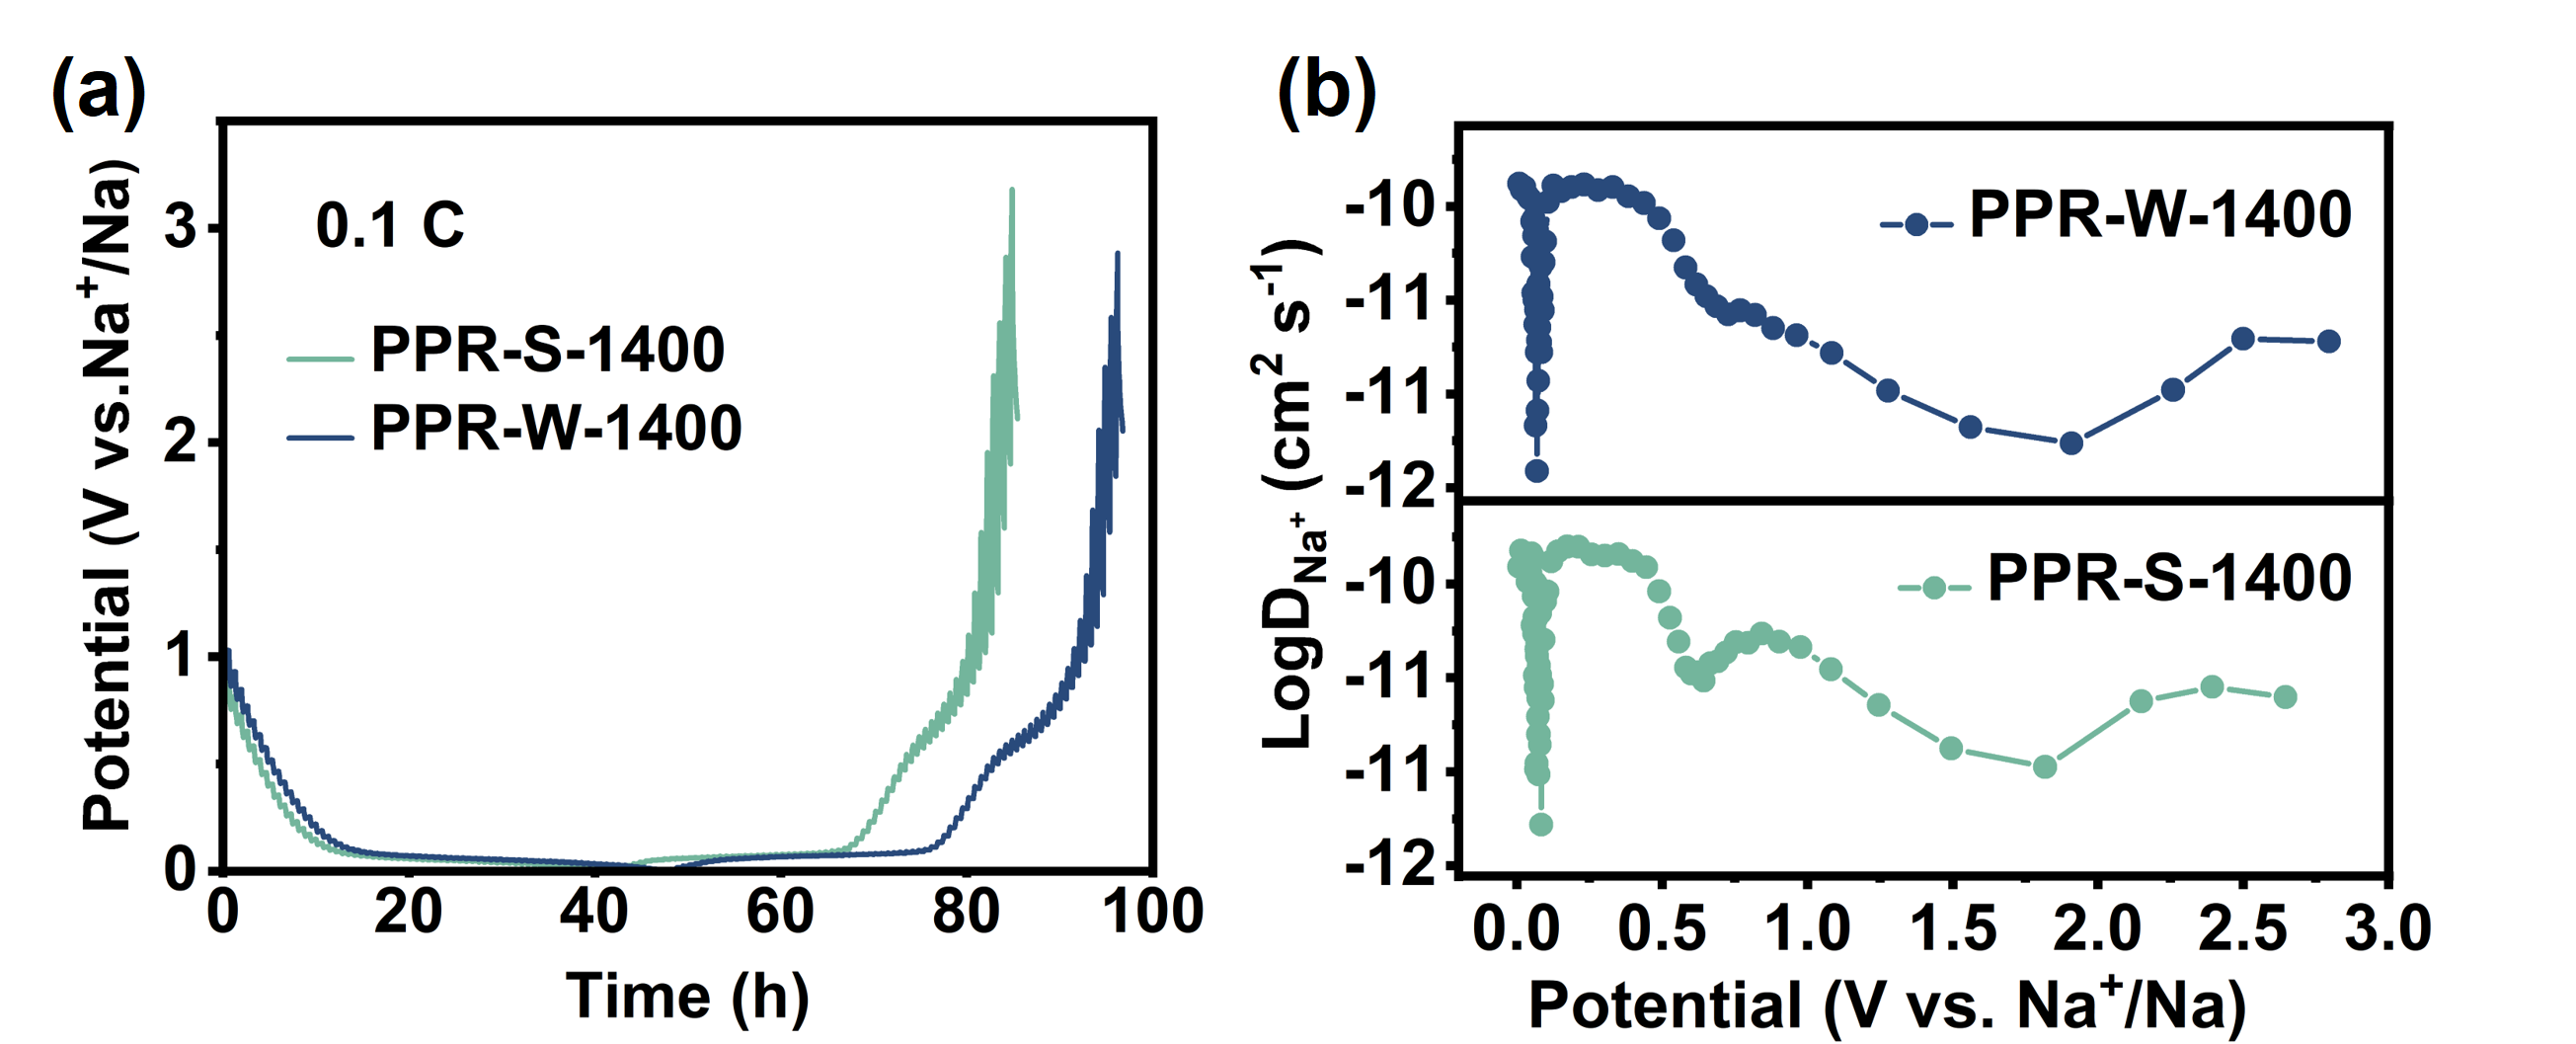 (a)
Potential (V vs.Na⁺/Na)
3
2
1
0
0.1 C
PPR-S-1400
PPR-W-1400
0 20 40 60 80 100
Time (h)
(b)
LogD_Na⁺ (cm² s⁻¹)
-10
-11
-11
-12
PPR-W-1400
-10
-11
-11
-12
PPR-S-1400
0.0 0.5 1.0 1.5 2.0 2.5 3.0
Potential (V vs. Na⁺/Na)